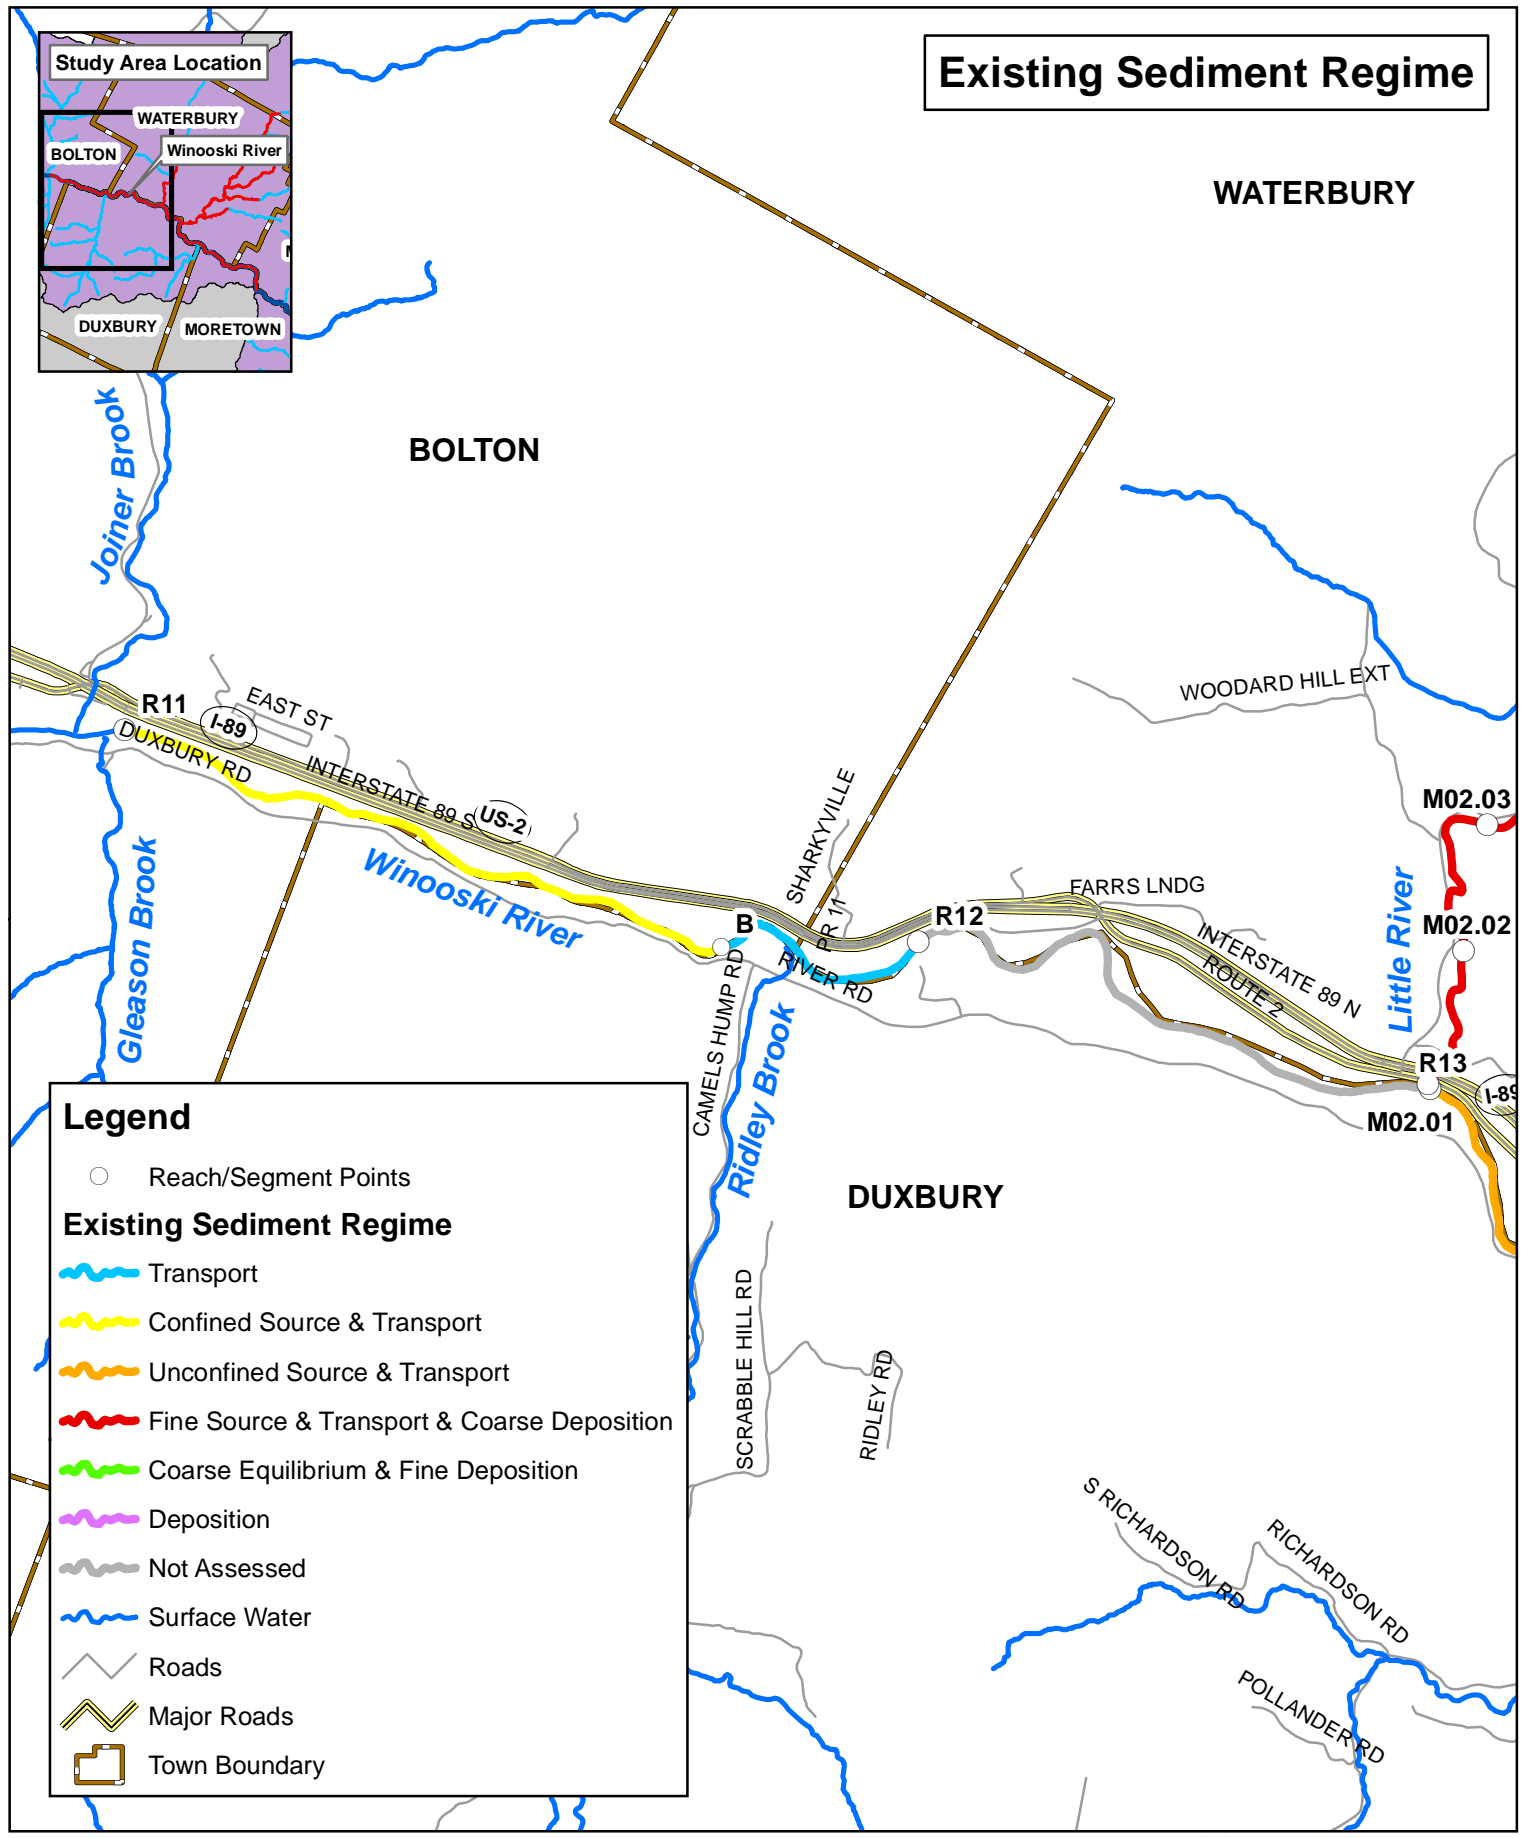 Existing Sediment Regime
Study Area Location
WATERBURY
BOLTON
Winooski River
DUXBURY
MORETOWN
WATERBURY
BOLTON
Joiner Brook
WOODARD HILL EXT
R11
I-89
EAST ST
DUXBURY RD
INTERSTATE 89 S
US-2
SHARKYVILLE
M02.03
Gleason Brook
Winooski River
B
PR 11
R12
FARRS LNDG
M02.02
Little River
INTERSTATE 89 N
ROUTE 2
RIVER RD
CAMELS HUMP RD
Ridley Brook
R13
I-89
M02.01
DUXBURY
SCRABBLE HILL RD
RIDLEY RD
S RICHARDSON RD
RICHARDSON RD
POLLANDER RD
Legend
Reach/Segment Points
Existing Sediment Regime
Transport
Confined Source & Transport
Unconfined Source & Transport
Fine Source & Transport & Coarse Deposition
Coarse Equilibrium & Fine Deposition
Deposition
Not Assessed
Surface Water
Roads
Major Roads
Town Boundary